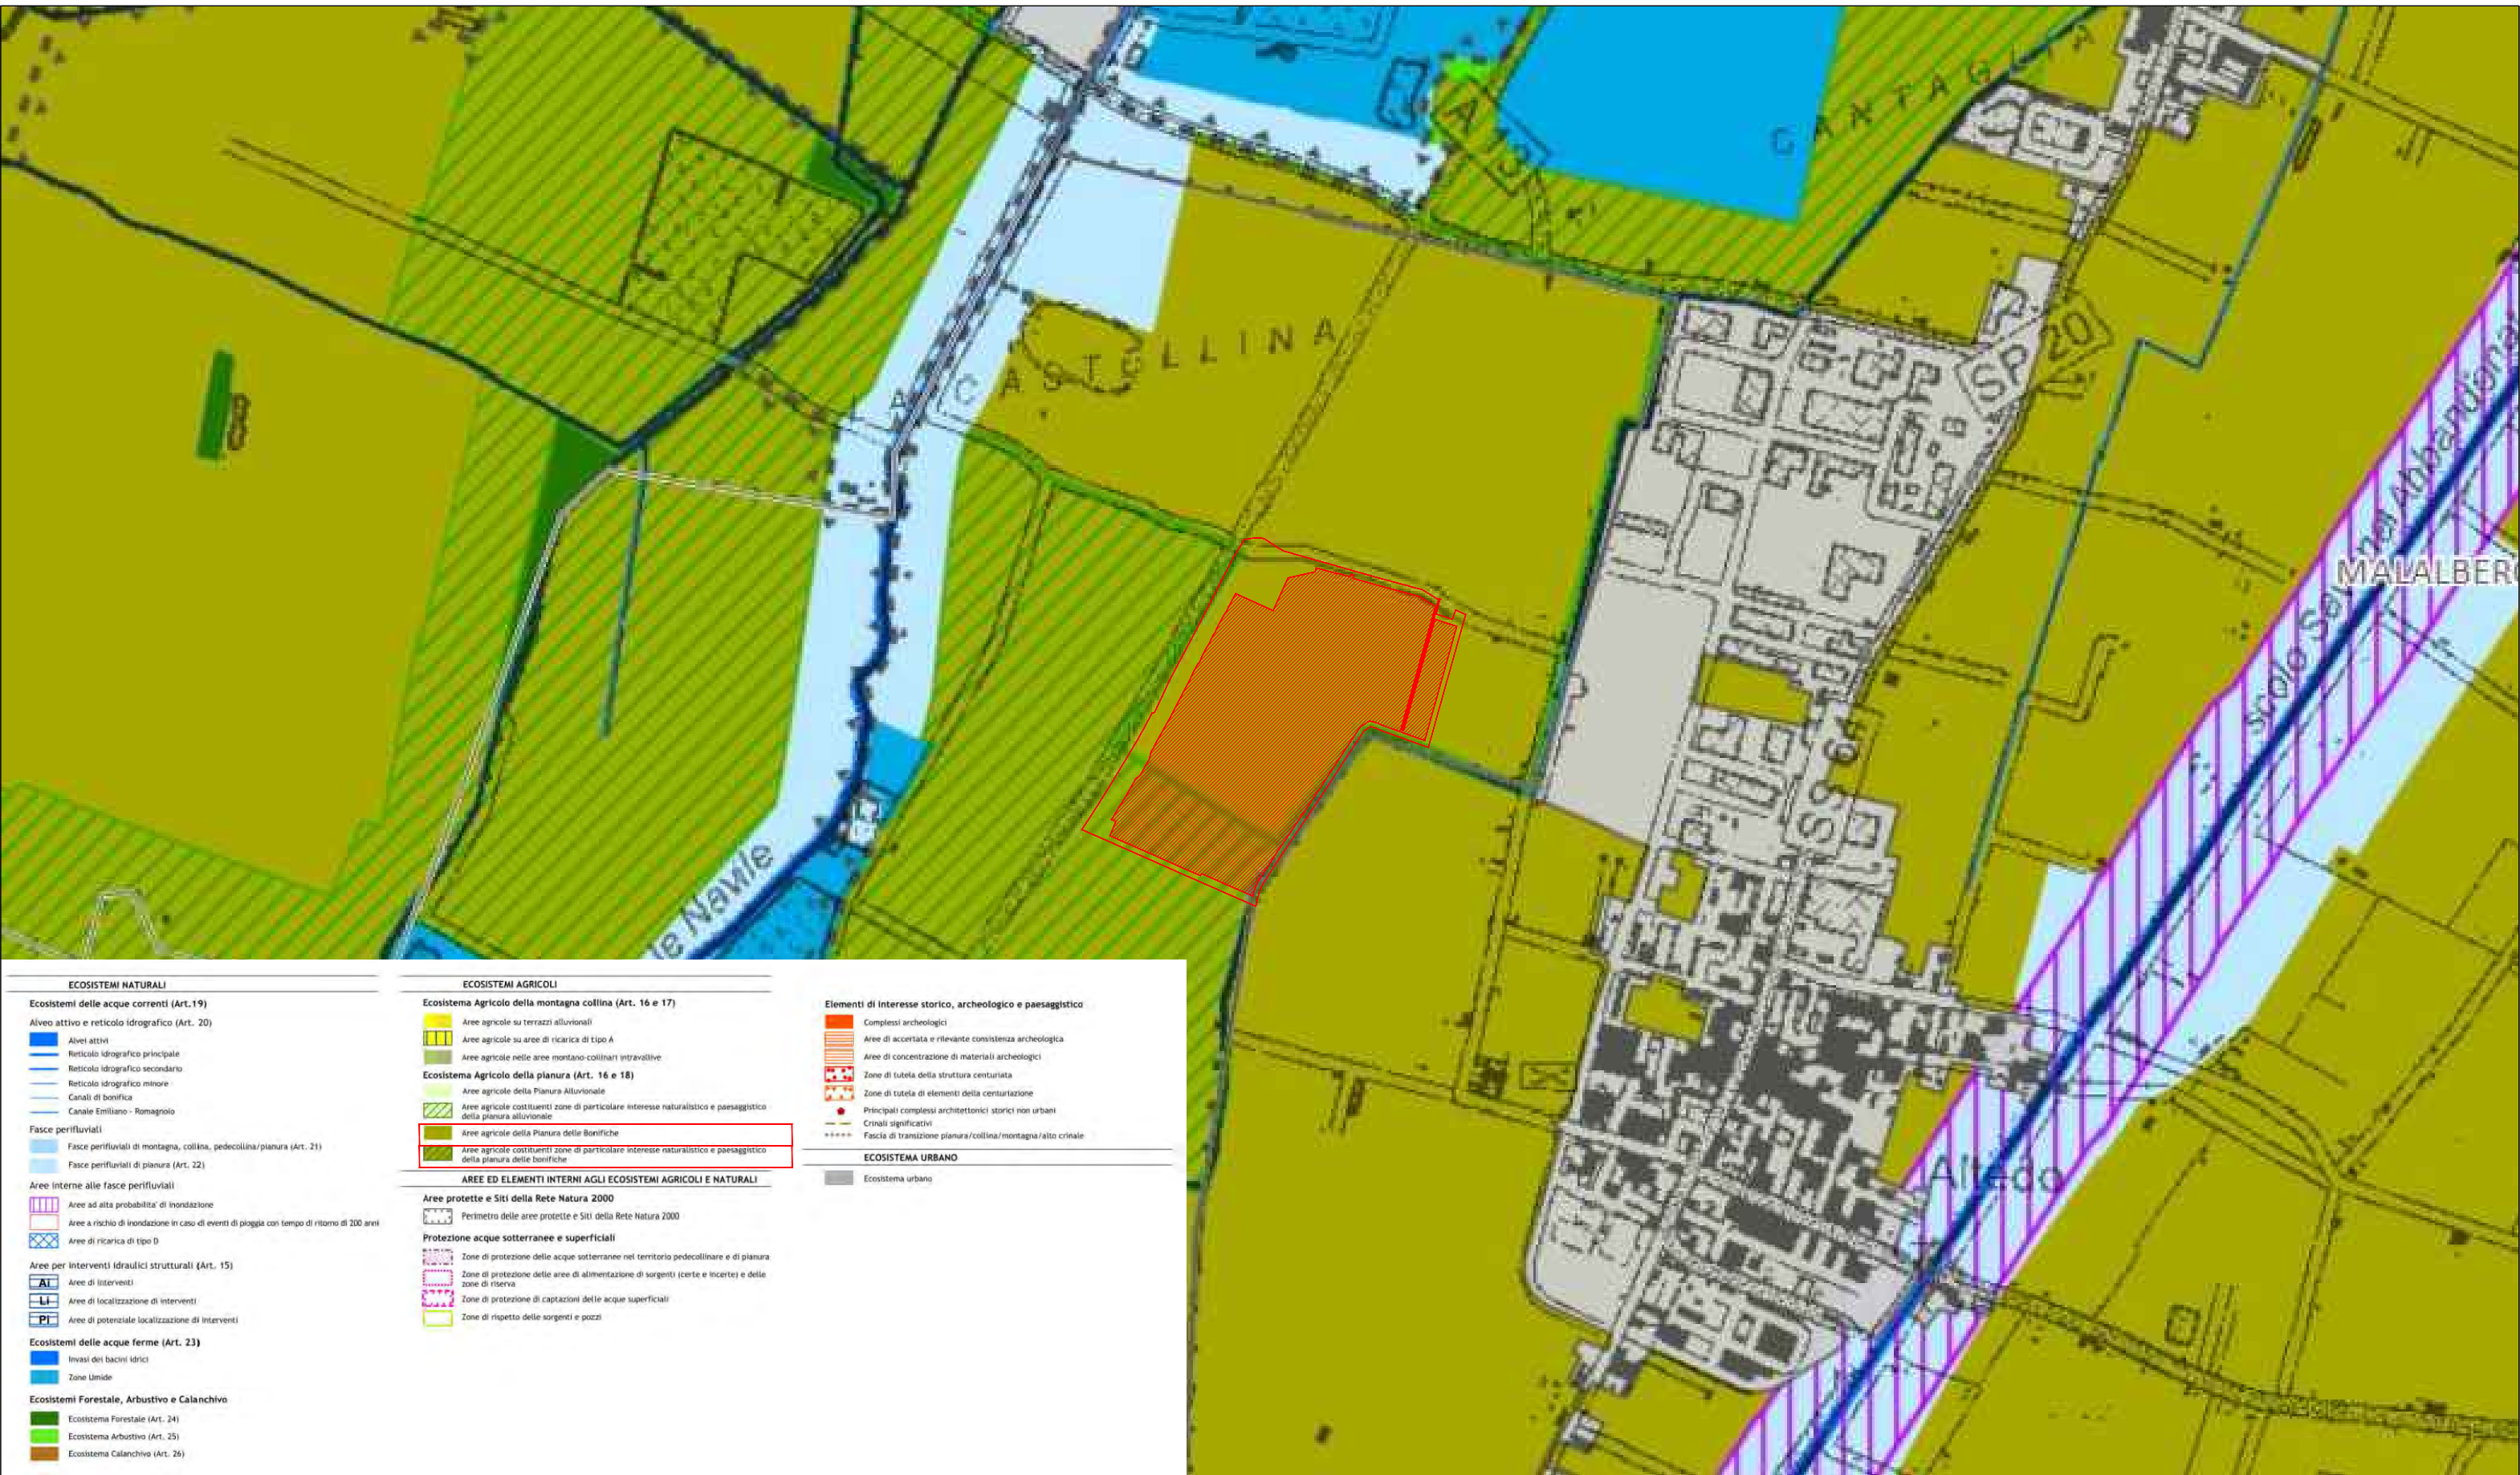 CANTAGLIA
A13
CASTELLINA
SP 20
Scolo Savena Abbandonato
MALALBERG
SS 64
le Navile
Altedo
ECOSISTEMI NATURALI
Ecosistemi delle acque correnti (Art.19)
Alveo attivo e reticolo idrografico (Art. 20)
Alvei attivi
Reticolo idrografico principale
Reticolo idrografico secondario
Reticolo idrografico minore
Canali di bonifica
Canale Emiliano - Romagnolo
Fasce perifluviali
Fasce perifluviali di montagna, collina, pedecollina/pianura (Art. 21)
Fasce perifluviali di pianura (Art. 22)
Aree interne alle fasce perifluviali
Aree ad alta probabilita' di inondazione
Aree a rischio di inondazione in caso di eventi di pioggia con tempo di ritorno di 200 anni
Aree di ricarica di tipo D
Aree per interventi idraulici strutturali (Art. 15)
Ai Aree di interventi
Li Aree di localizzazione di interventi
Pi Aree di potenziale localizzazione di interventi
Ecosistemi delle acque ferme (Art. 23)
Invasi dei bacini idrici
Zone Umide
Ecosistemi Forestale, Arbustivo e Calanchivo
Ecosistema Forestale (Art. 24)
Ecosistema Arbustivo (Art. 25)
Ecosistema Calanchivo (Art. 26)
ECOSISTEMI AGRICOLI
Ecosistema Agricolo della montagna collina (Art. 16 e 17)
Aree agricole su terrazzi alluvionali
Aree agricole su aree di ricarica di tipo A
Aree agricole nelle aree montano-collinari intravallive
Ecosistema Agricolo della pianura (Art. 16 e 18)
Aree agricole della Pianura Alluvionale
Aree agricole costituenti zone di particolare interesse naturalistico e paesaggistico
della pianura alluvionale
Aree agricole della Pianura delle Bonifiche
Aree agricole costituenti zone di particolare interesse naturalistico e paesaggistico
della pianura delle bonifiche
AREE ED ELEMENTI INTERNI AGLI ECOSISTEMI AGRICOLI E NATURALI
Aree protette e Siti della Rete Natura 2000
Perimetro delle aree protette e Siti della Rete Natura 2000
Protezione acque sotterranee e superficiali
Zone di protezione delle acque sotterranee nel territorio pedecollinare e di pianura
Zone di protezione delle aree di alimentazione di sorgenti (certe e incerte) e delle
zone di riserva
Zone di protezione di captazioni delle acque superficiali
Zone di rispetto delle sorgenti e pozzi
Elementi di interesse storico, archeologico e paesaggistico
Complessi archeologici
Aree di accertata e rilevante consistenza archeologica
Aree di concentrazione di materiali archeologici
Zone di tutela della struttura centuriata
Zone di tutela di elementi della centuriazione
Principali complessi architettonici storici non urbani
Crinali significativi
Fascia di transizione pianura/collina/montagna/alto crinale
ECOSISTEMA URBANO
Ecosistema urbano